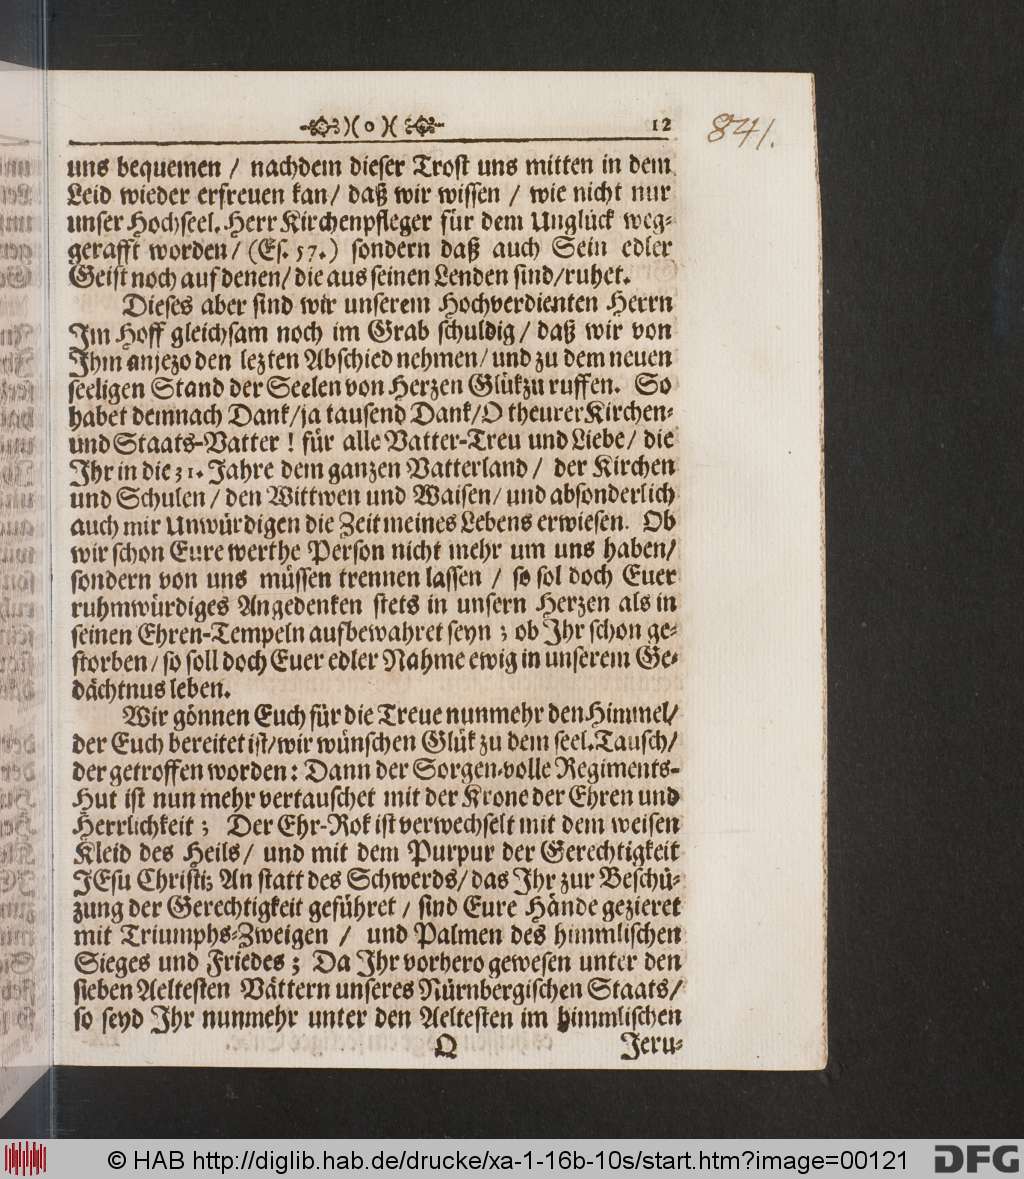 )( o )( 12 841.
uns bequemen / nachdem dieser Trost uns mitten in dem
Leid wieder erfreuen kan / daß wir wissen / wie nicht nur
unser Hochseel. Herr Kirchenpfleger für dem Unglück weg-
gerafft worden / (Es. 57.) sondern daß auch Sein edler
Geist noch auf denen / die aus seinen Lenden sind / ruhet.
Dieses aber sind wir unserem Hochverdienten Herrn
Im Hoff gleichsam noch im Grab schuldig / daß wir von
Ihm anjezo den lezten Abschied nehmen / und zu dem neuen
seeligen Stand der Seelen von Herzen Glük zu ruffen. So
habet demnach Dank / ja tausend Dank / O theurer Kirchen-
und Staats-Vatter ! für alle Vatter-Treu und Liebe / die
Ihr in die 31. Jahre dem ganzen Vatterland / der Kirchen
und Schulen / den Wittwen und Waisen / und absonderlich
auch mir Unwürdigen die Zeit meines Lebens erwiesen. Ob
wir schon Eure werthe Person nicht mehr um uns haben /
sondern von uns müssen trennen lassen / so sol doch Euer
ruhmwürdiges Angedenken stets in unsern Herzen als in
seinen Ehren-Tempeln aufbewahret seyn ; ob Ihr schon ge-
storben / so soll doch Euer edler Nahme ewig in unserem Ge-
dächtnus leben.
Wir gönnen Euch für die Treue nunmehr den Himmel /
der Euch bereitet ist / wir wünschen Glük zu dem seel. Tausch /
der getroffen worden : Dann der Sorgen-volle Regiments-
Hut ist nun mehr vertauschet mit der Krone der Ehren und
Herrlichkeit ; Der Ehr-Rok ist verwechselt mit dem weisen
Kleid des Heils / und mit dem Purpur der Gerechtigkeit
JEsu Christi; An statt des Schwerds / das Ihr zur Beschü-
zung der Gerechtigkeit geführet / sind Eure Hände gezieret
mit Triumphs-Zweigen / und Palmen des himmlischen
Sieges und Friedes ; Da Ihr vorhero gewesen unter den
sieben Aeltesten Vättern unseres Nürnbergischen Staats /
so seyd Ihr nunmehr unter den Aeltesten im himmlischen
Q Jeru-
© HAB http://diglib.hab.de/drucke/xa-1-16b-10s/start.htm?image=00121 DFG